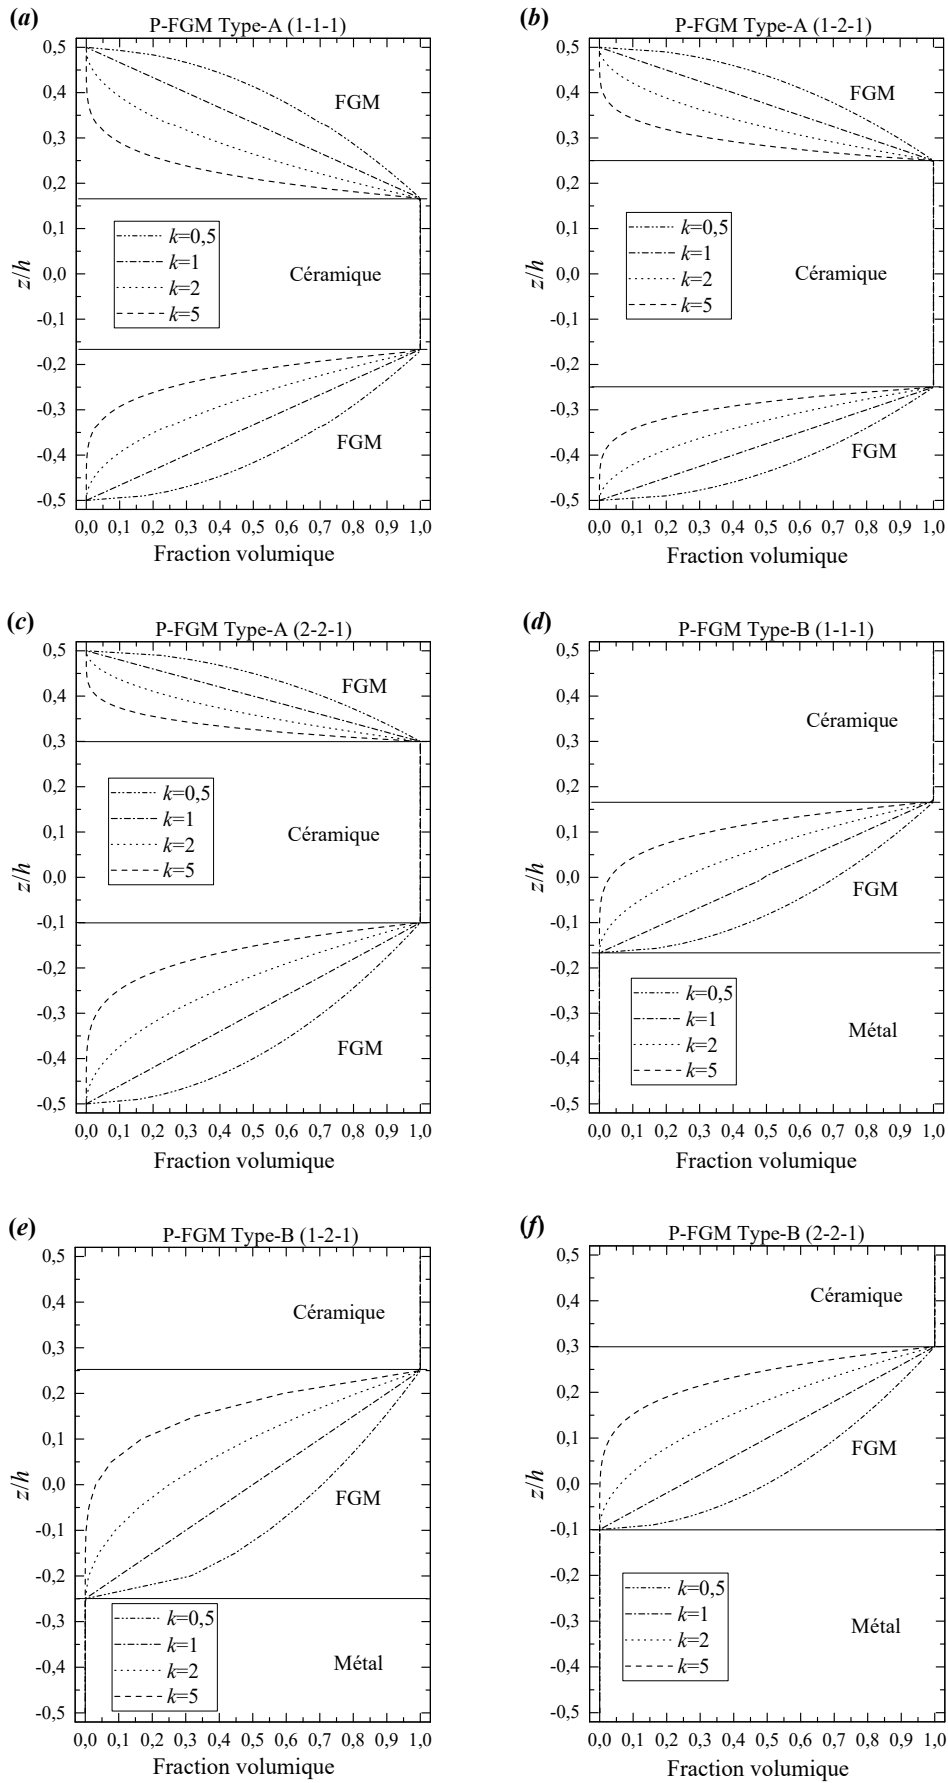 (a)
P-FGM Type-A (1-1-1)
0,5
0,4
0,3
0,2
0,1
0,0
-0,1
-0,2
-0,3
-0,4
-0,5
z/h
FGM
k=0,5
k=1
k=2
k=5
Céramique
FGM
0,0 0,1 0,2 0,3 0,4 0,5 0,6 0,7 0,8 0,9 1,0
Fraction volumique
(b)
P-FGM Type-A (1-2-1)
0,5
0,4
0,3
0,2
0,1
0,0
-0,1
-0,2
-0,3
-0,4
-0,5
z/h
FGM
k=0,5
k=1
k=2
k=5
Céramique
FGM
0,0 0,1 0,2 0,3 0,4 0,5 0,6 0,7 0,8 0,9 1,0
Fraction volumique
(c)
P-FGM Type-A (2-2-1)
0,5
0,4
0,3
0,2
0,1
0,0
-0,1
-0,2
-0,3
-0,4
-0,5
z/h
FGM
k=0,5
k=1
k=2
k=5
Céramique
FGM
0,0 0,1 0,2 0,3 0,4 0,5 0,6 0,7 0,8 0,9 1,0
Fraction volumique
(d)
P-FGM Type-B (1-1-1)
0,5
0,4
0,3
0,2
0,1
0,0
-0,1
-0,2
-0,3
-0,4
-0,5
z/h
Céramique
FGM
k=0,5
k=1
k=2
k=5
Métal
0,0 0,1 0,2 0,3 0,4 0,5 0,6 0,7 0,8 0,9 1,0
Fraction volumique
(e)
P-FGM Type-B (1-2-1)
0,5
0,4
0,3
0,2
0,1
0,0
-0,1
-0,2
-0,3
-0,4
-0,5
z/h
Céramique
FGM
k=0,5
k=1
k=2
k=5
Métal
0,0 0,1 0,2 0,3 0,4 0,5 0,6 0,7 0,8 0,9 1,0
Fraction volumique
(f)
P-FGM Type-B (2-2-1)
0,5
0,4
0,3
0,2
0,1
0,0
-0,1
-0,2
-0,3
-0,4
-0,5
z/h
Céramique
FGM
k=0,5
k=1
k=2
k=5
Métal
0,0 0,1 0,2 0,3 0,4 0,5 0,6 0,7 0,8 0,9 1,0
Fraction volumique